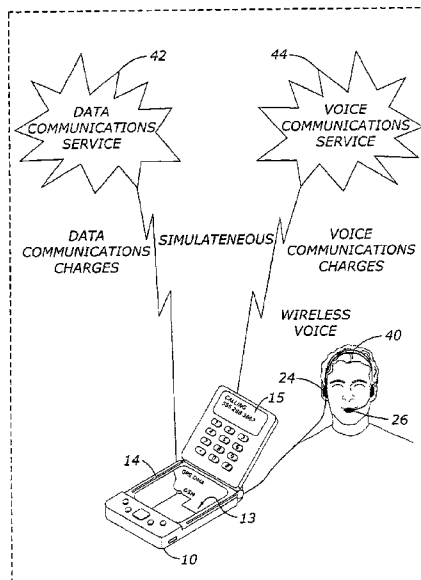 42
44
DATA
COMMUNICATIONS
SERVICE
VOICE
COMMUNICATIONS
SERVICE
DATA
COMMUNICATIONS
CHARGES
SIMULATENEOUS
VOICE
COMMUNICATIONS
CHARGES
WIRELESS
VOICE
40
24
26
CALLING
15
14
13
10